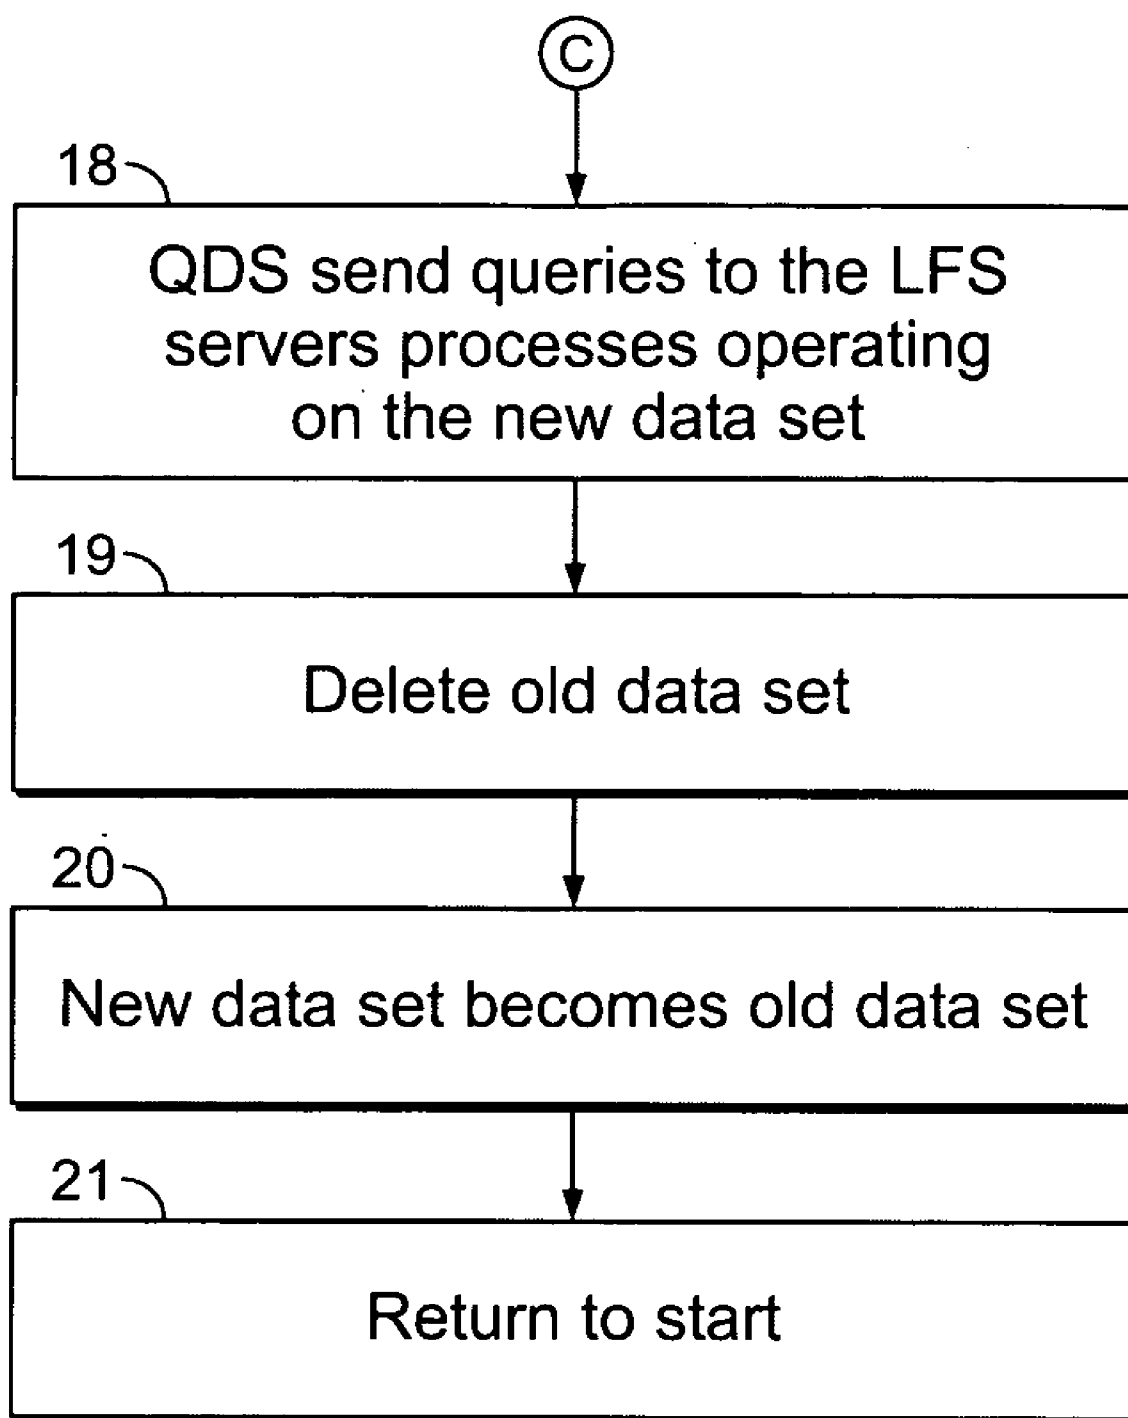 C
18
QDS send queries to the LFS
servers processes operating
on the new data set
19
Delete old data set
20
New data set becomes old data set
21
Return to start